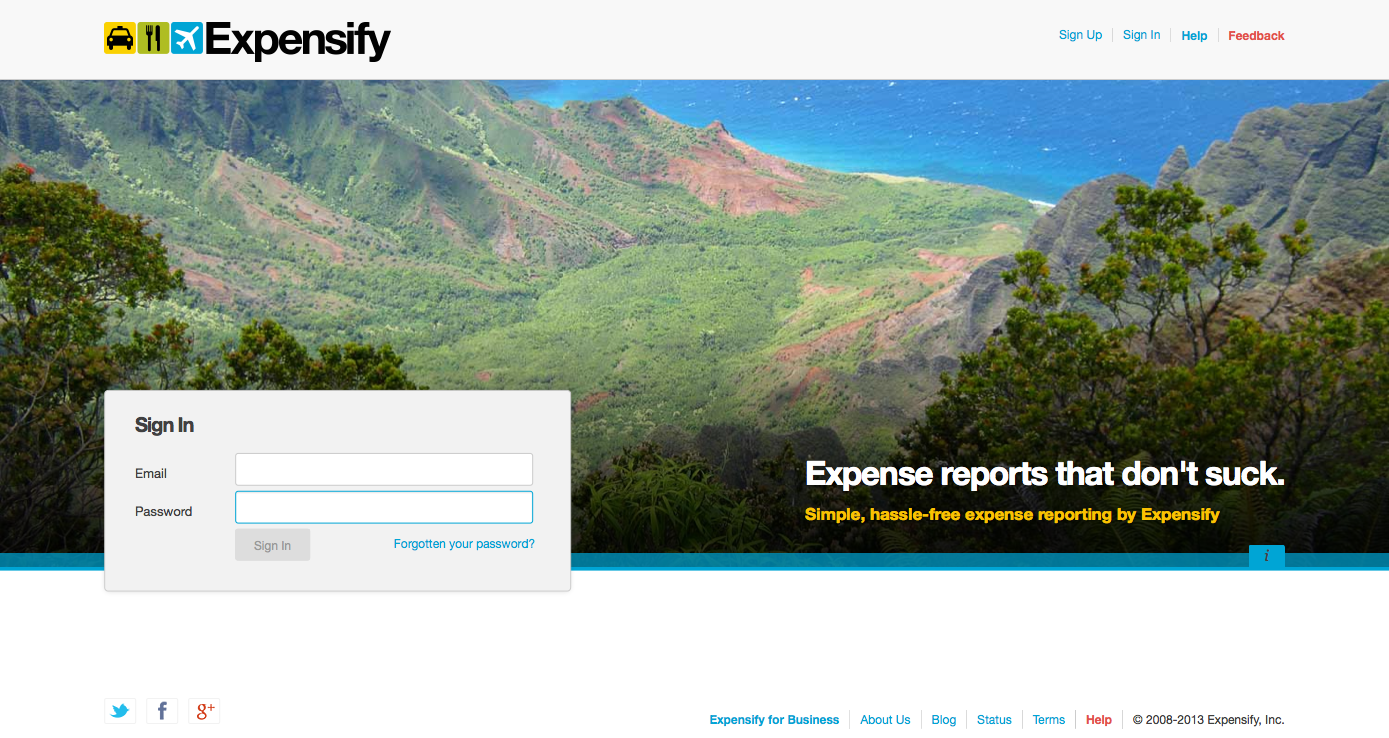 Expensify
Sign Up
Sign In
Help
Feedback
Sign In
Email
Password
Sign In
Forgotten your password?
Expense reports that don't suck.
Simple, hassle-free expense reporting by Expensify
i
f
g+
Expensify for Business
About Us
Blog
Status
Terms
Help
© 2008-2013 Expensify, Inc.